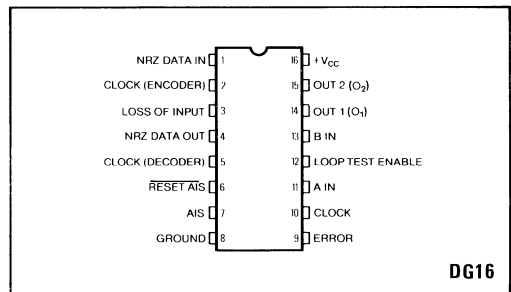 NRZ DATA IN 1 16 + VCC
CLOCK (ENCODER) 2 15 OUT 2 (O2)
LOSS OF INPUT 3 14 OUT 1 (O1)
NRZ DATA OUT 4 13 B IN
CLOCK (DECODER) 5 12 LOOP TEST ENABLE
RESET AIS 6 11 A IN
AIS 7 10 CLOCK
GROUND 8 9 ERROR
DG16